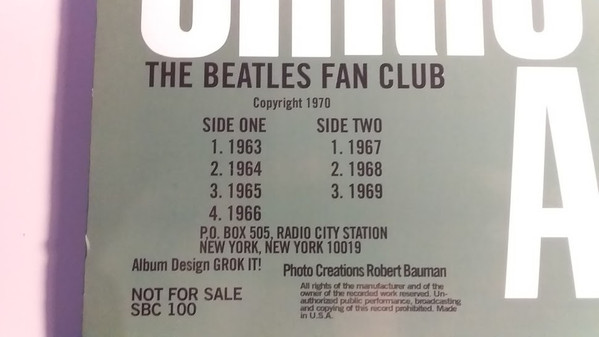 THE BEATLES FAN CLUB
Copyright 1970
SIDE ONE
1. 1963
2. 1964
3. 1965
4. 1966
SIDE TWO
1. 1967
2. 1968
3. 1969
P.O. BOX 505, RADIO CITY STATION
NEW YORK, NEW YORK 10019
Album Design GROK IT!
Photo Creations Robert Bauman
NOT FOR SALE
SBC 100
All rights of the manufacturer and of the
owner of the recorded work reserved. Un-
authorized public performance, broadcasting
and copying of this record prohibited. Made
in U.S.A.
A